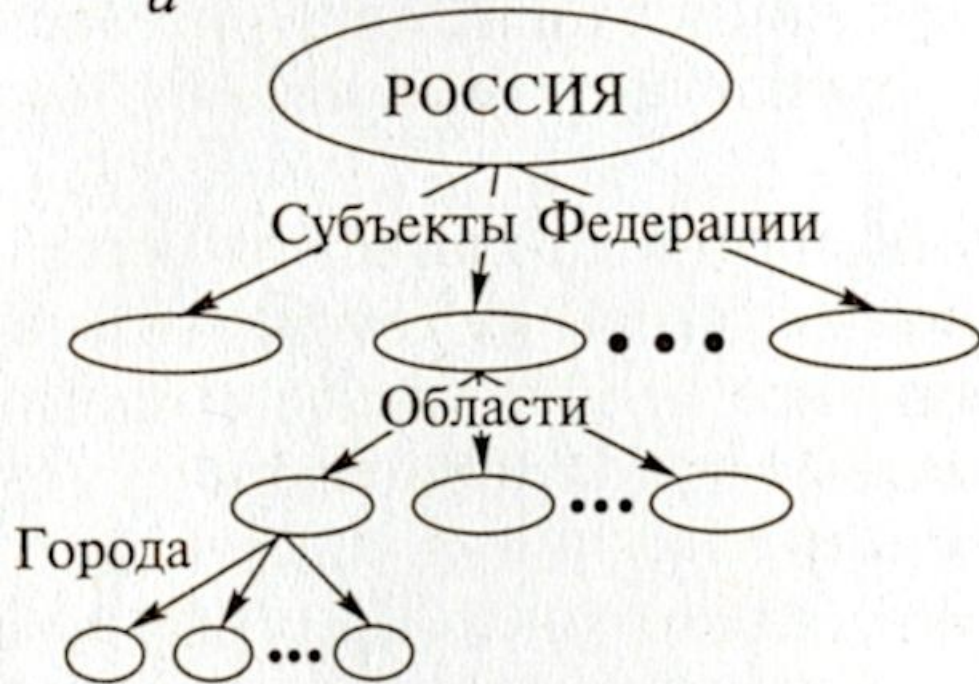 а
РОССИЯ
Субъекты Федерации
Области
Города